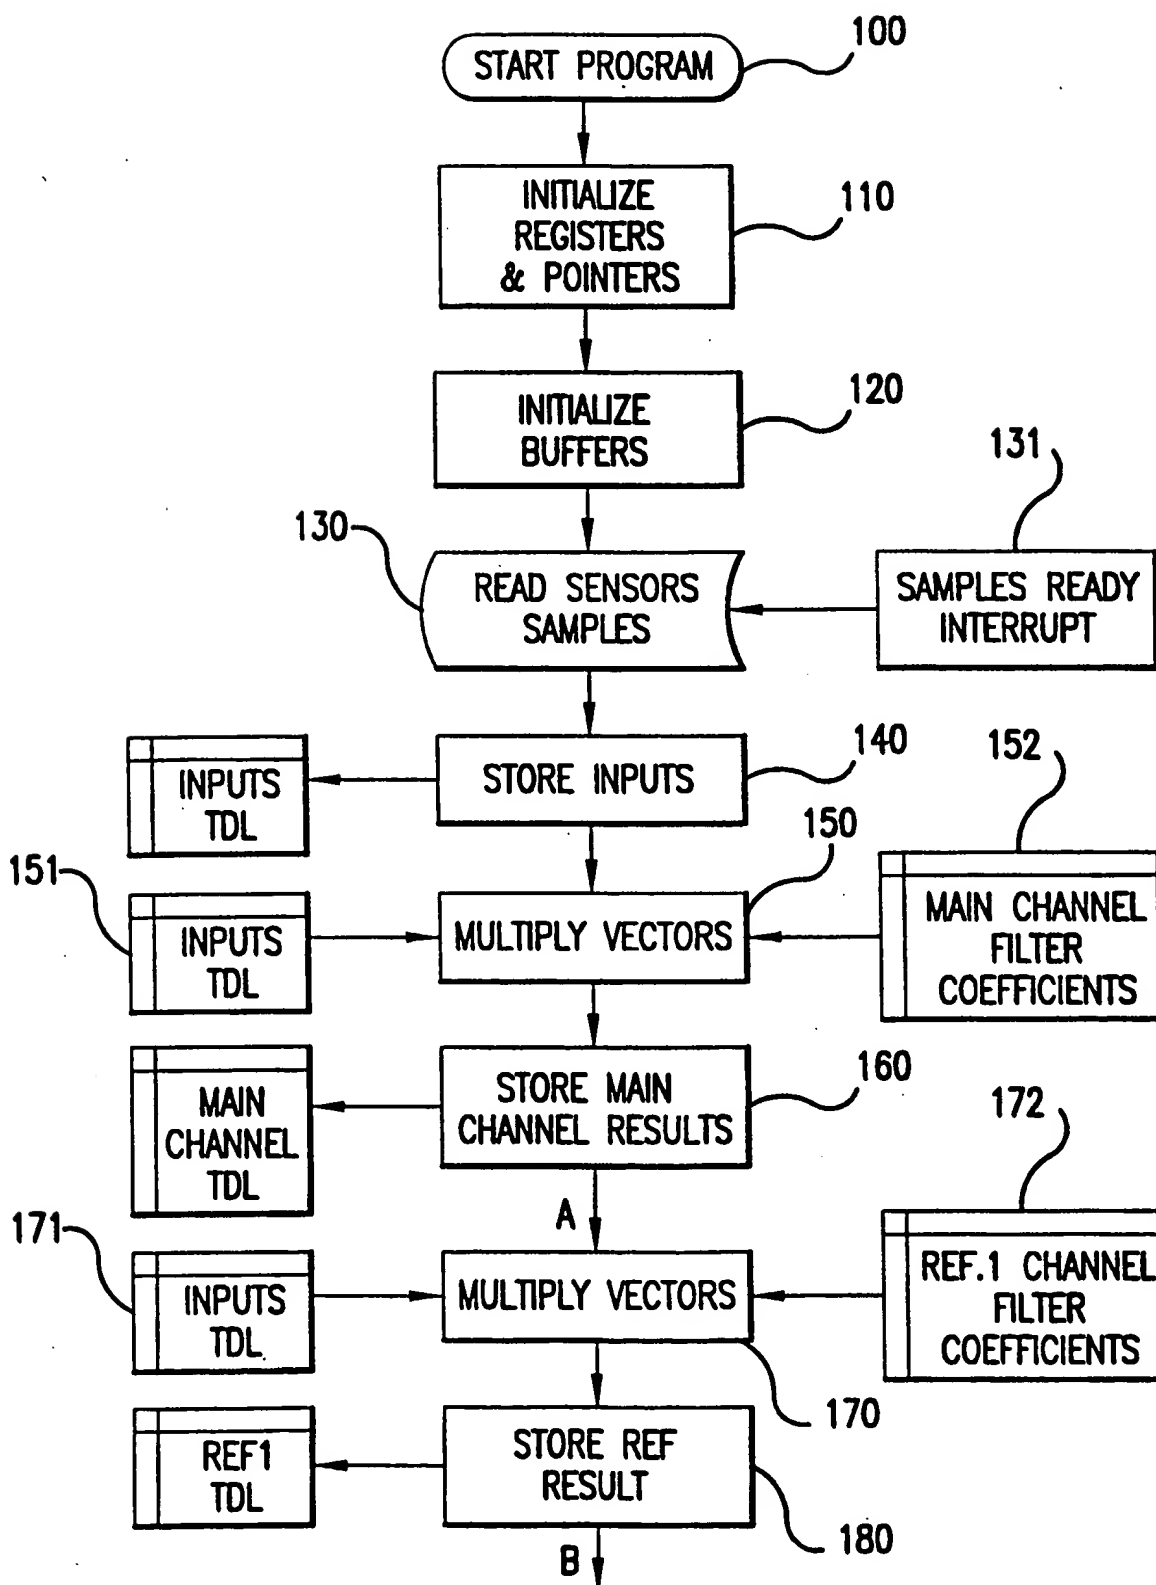 START PROGRAM
100
INITIALIZE
REGISTERS
& POINTERS
110
INITIALIZE
BUFFERS
120
130
READ SENSORS
SAMPLES
131
SAMPLES READY
INTERRUPT
INPUTS
TDL
STORE INPUTS
140
151
INPUTS
TDL
MULTIPLY VECTORS
150
152
MAIN CHANNEL
FILTER
COEFFICIENTS
MAIN
CHANNEL
TDL
STORE MAIN
CHANNEL RESULTS
160
A
171
INPUTS
TDL
MULTIPLY VECTORS
170
172
REF.1 CHANNEL
FILTER
COEFFICIENTS
REF1
TDL
STORE REF
RESULT
180
B